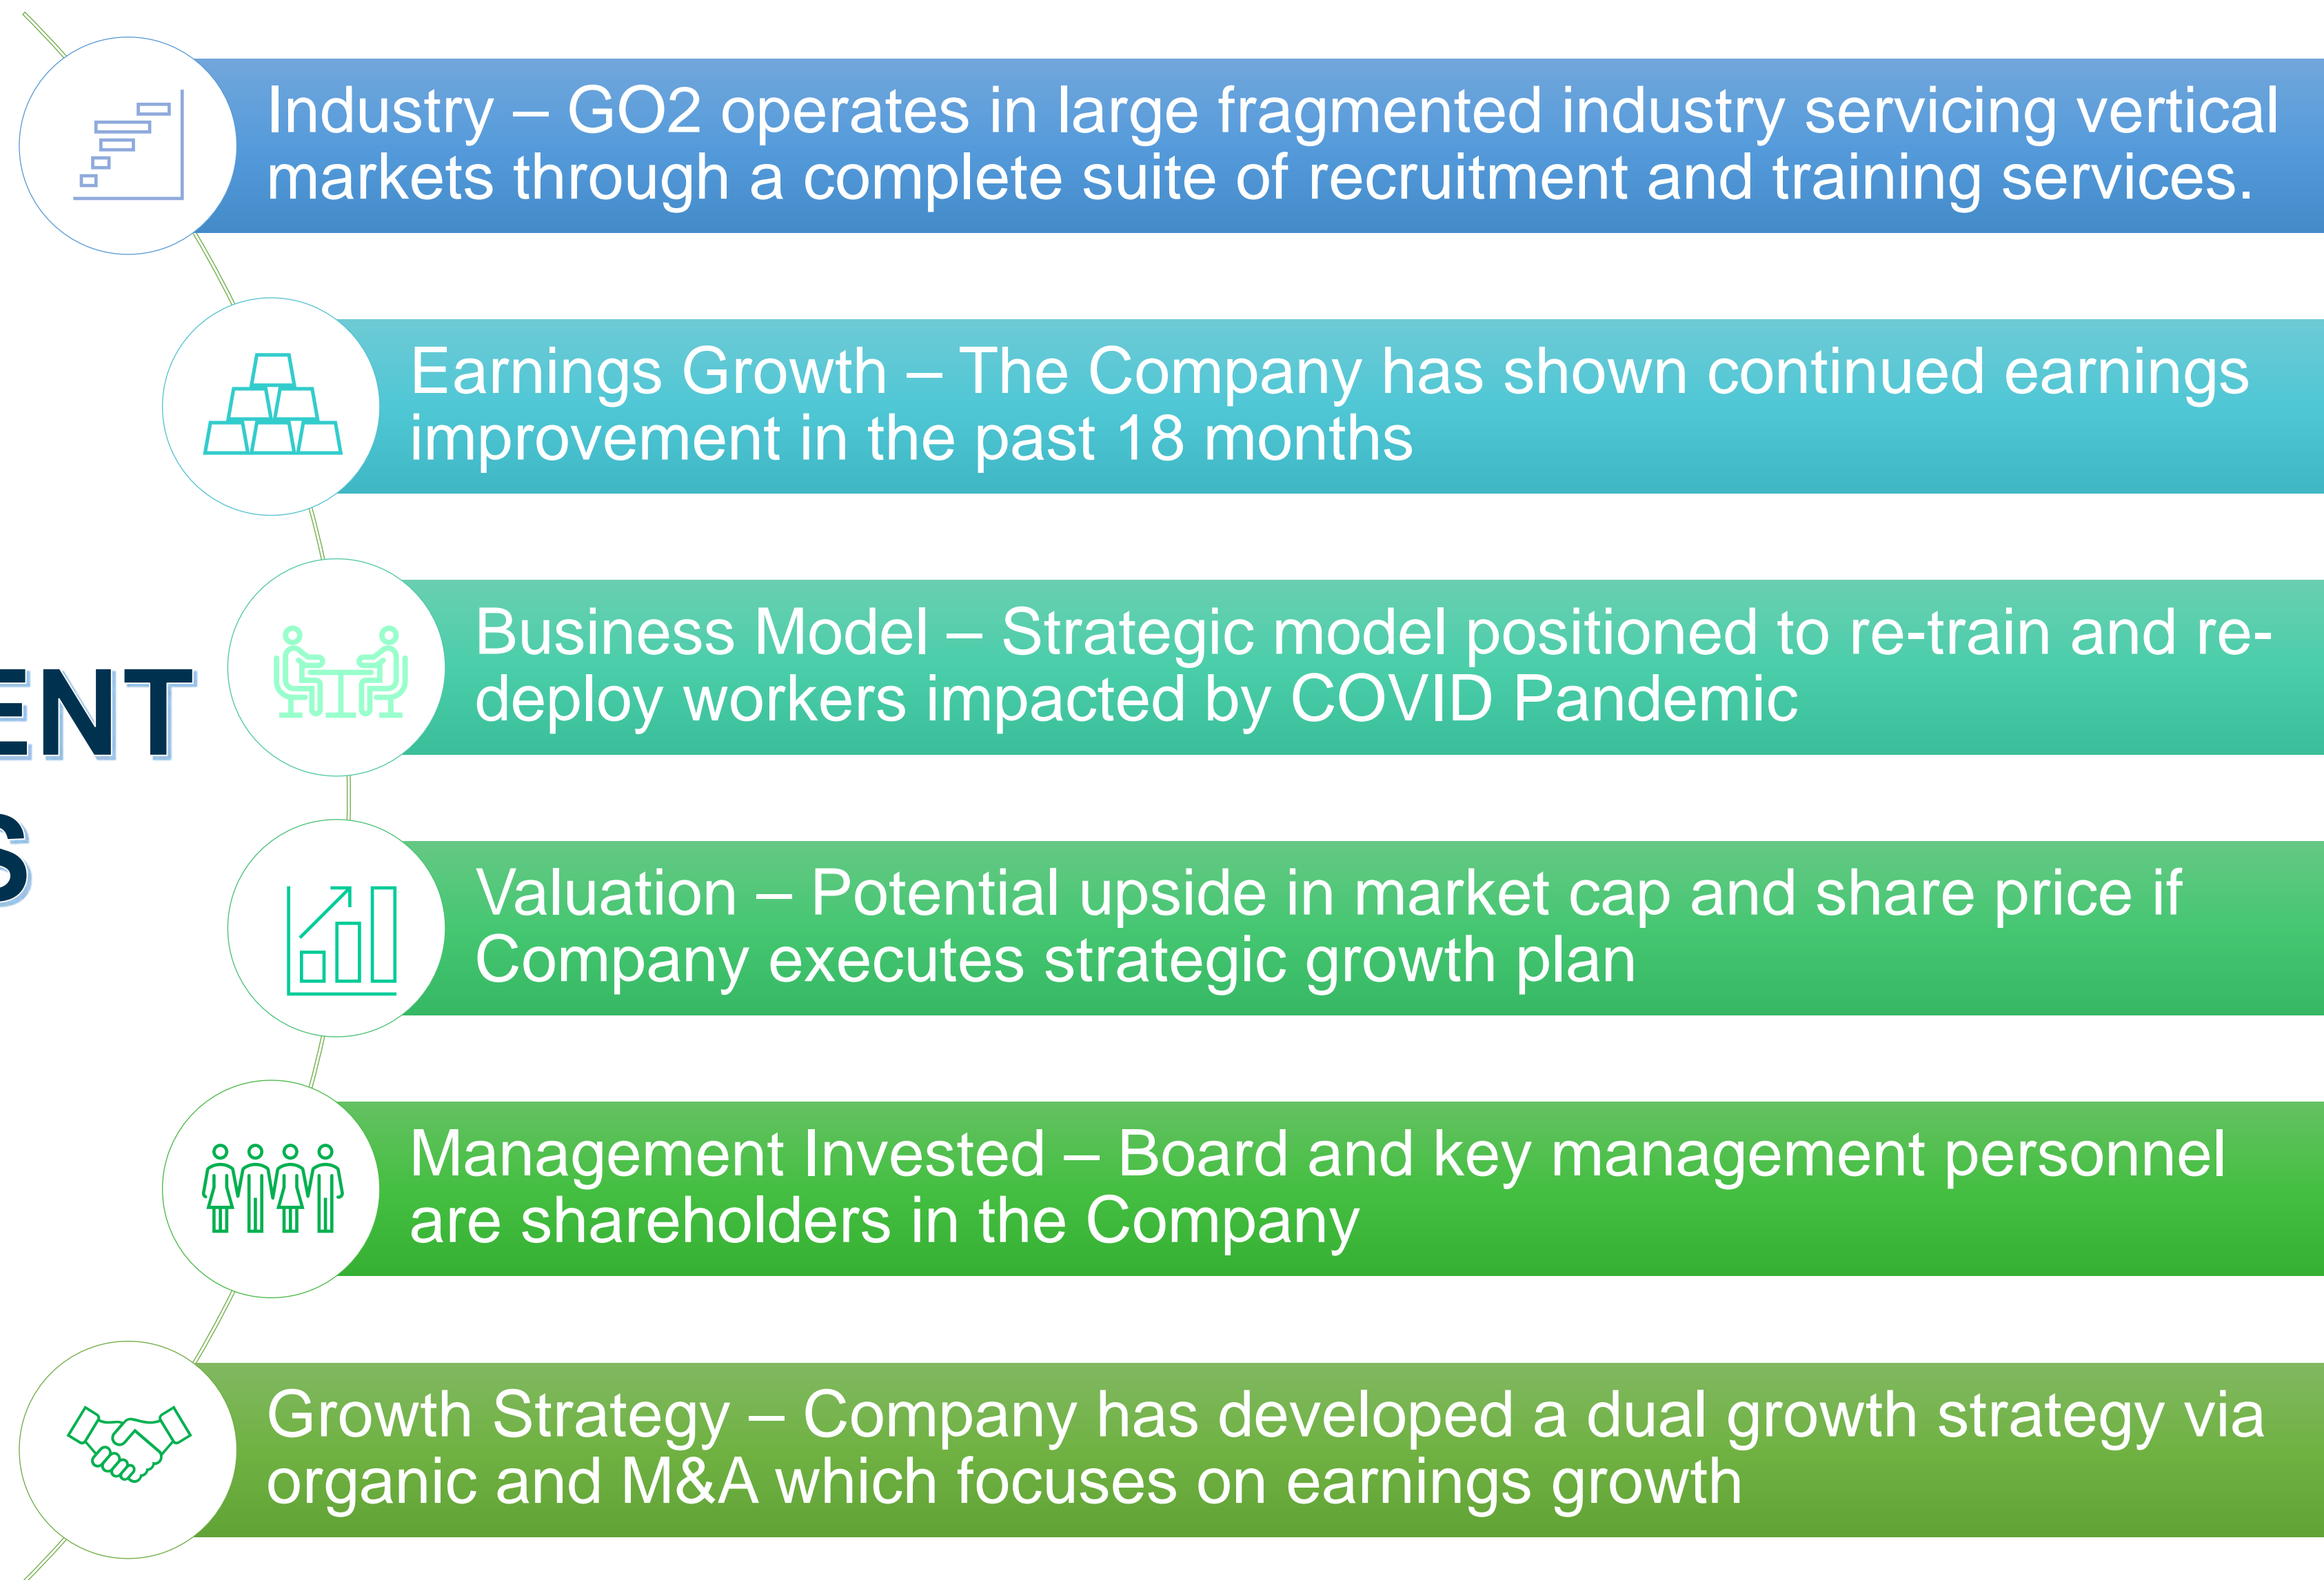 ENT
S
Industry – GO2 operates in large fragmented industry servicing vertical
markets through a complete suite of recruitment and training services.
Earnings Growth – The Company has shown continued earnings
improvement in the past 18 months
Business Model – Strategic model positioned to re-train and re-
deploy workers impacted by COVID Pandemic
Valuation – Potential upside in market cap and share price if
Company executes strategic growth plan
Management Invested – Board and key management personnel
are shareholders in the Company
Growth Strategy – Company has developed a dual growth strategy via
organic and M&A which focuses on earnings growth